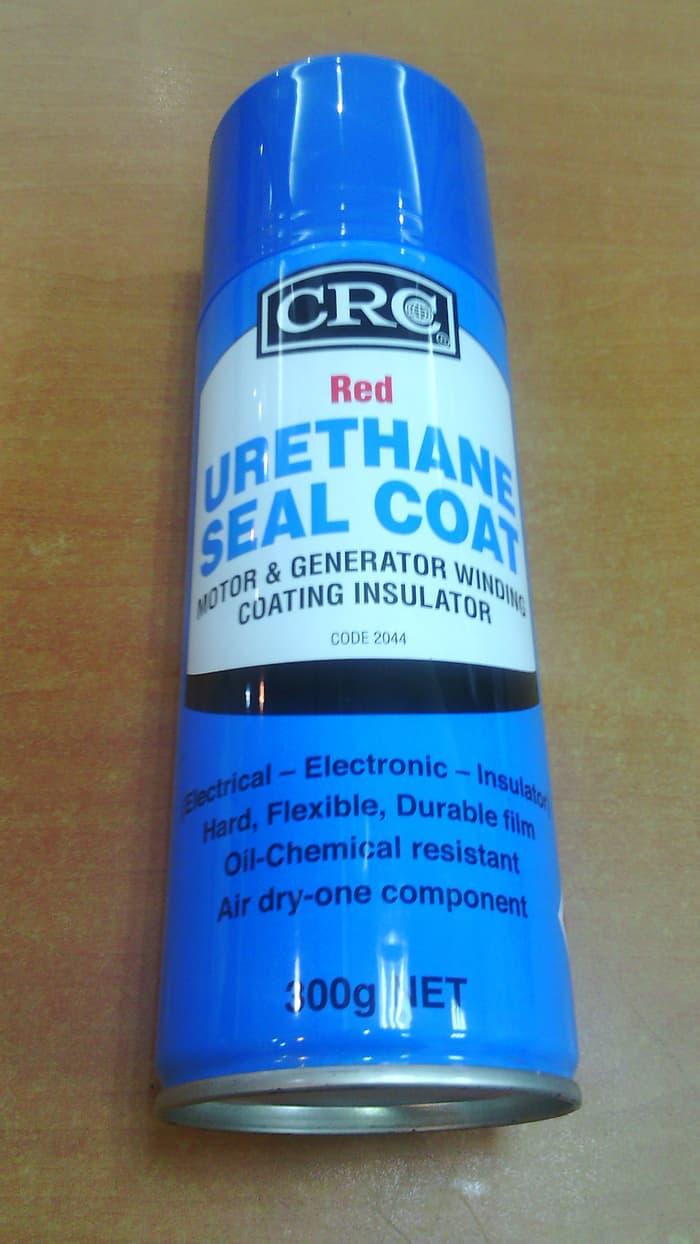 CRC
Red
URETHANE
SEAL COAT
MOTOR & GENERATOR WINDING
COATING INSULATOR
CODE 2044
(Electrical – Electronic – Insulator)
Hard, Flexible, Durable film
Oil-Chemical resistant
Air dry-one component
300g NET